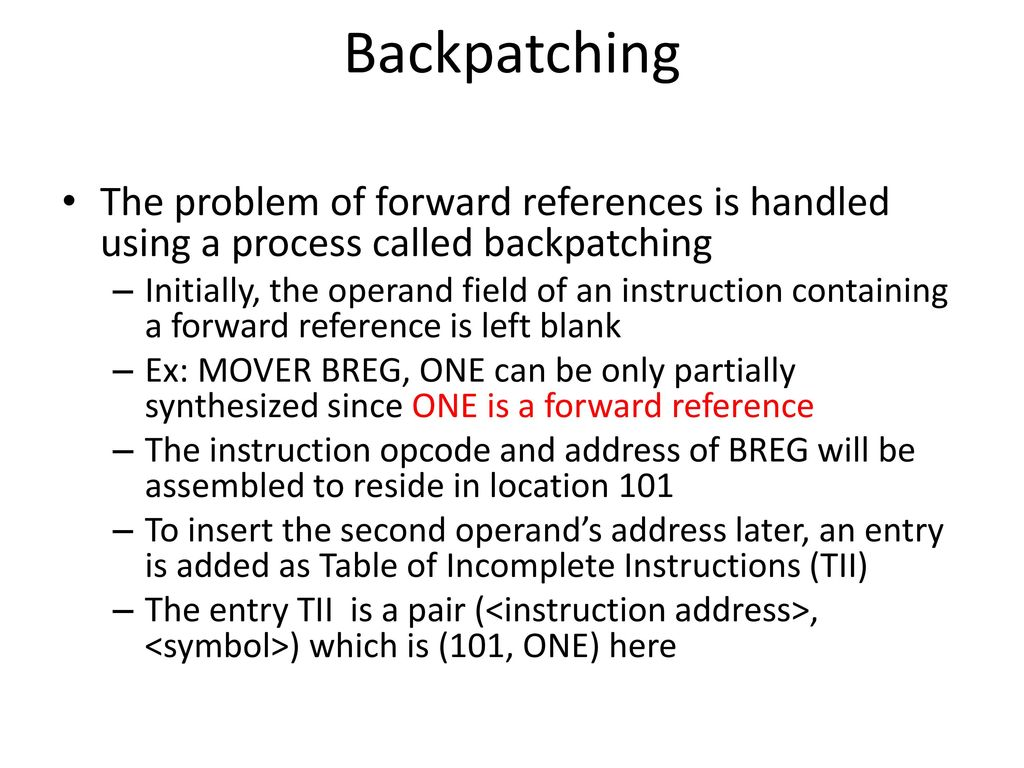 Backpatching
• The problem of forward references is handled
using a process called backpatching
– Initially, the operand field of an instruction containing
a forward reference is left blank
– Ex: MOVER BREG, ONE can be only partially
synthesized since ONE is a forward reference
– The instruction opcode and address of BREG will be
assembled to reside in location 101
– To insert the second operand’s address later, an entry
is added as Table of Incomplete Instructions (TII)
– The entry TII  is a pair (<instruction address>,
<symbol>) which is (101, ONE) here